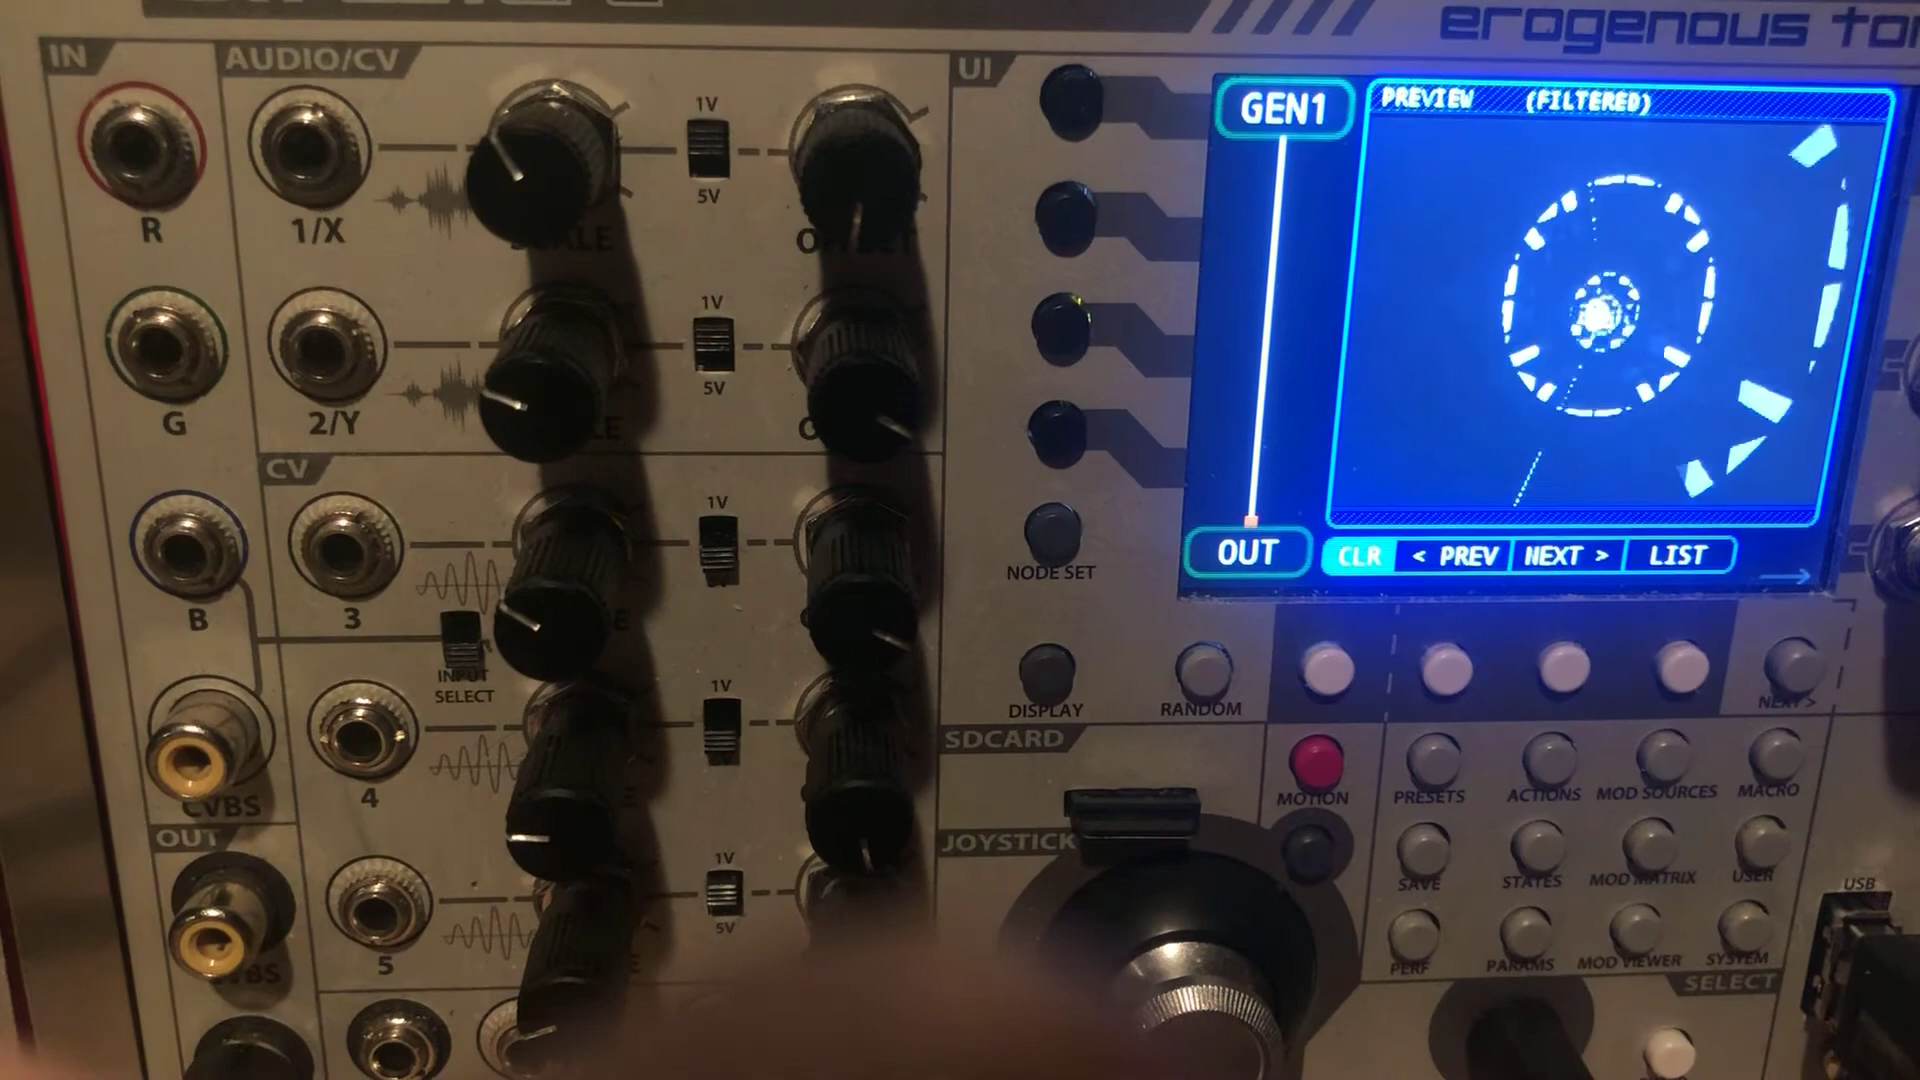 erogenous
IN
AUDIO/CV
UI
R
1/X
1V
5V
GEN1
PREVIEW (FILTERED)
G
2/Y
1V
5V
CV
B
3
1V
INPUT
SELECT
NODE SET
OUT
CLR
< PREV
NEXT >
LIST
DISPLAY
RANDOM
NEXT >
CVBS
4
1V
SDCARD
MOTION
PRESETS
ACTIONS
MOD SOURCES
MACRO
OUT
JOYSTICK
SAVE
STATES
MOD MATRIX
USER
5
1V
5V
USB
PERF
PARAMS
MOD VIEWER
SYSTEM
SELECT